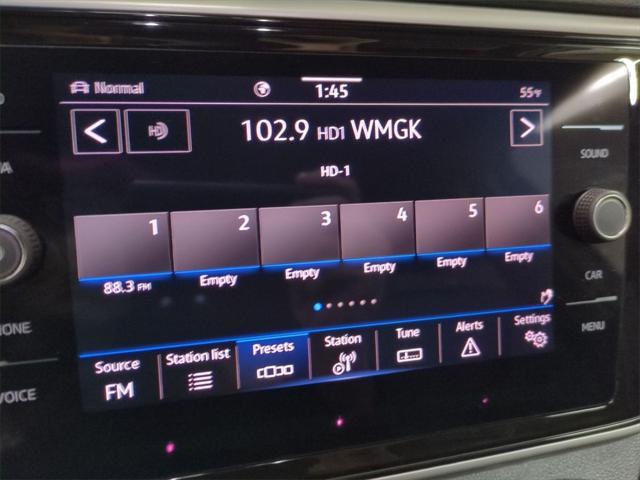 Normal
1:45
55°F
HD
102.9 HD1 WMGK
HD-1
1 2 3 4 5 6
88.3 FM Empty Empty Empty Empty Empty
Source Station list Presets Station Tune Alerts Settings
FM
SOUND
CAR
MENU
VOICE